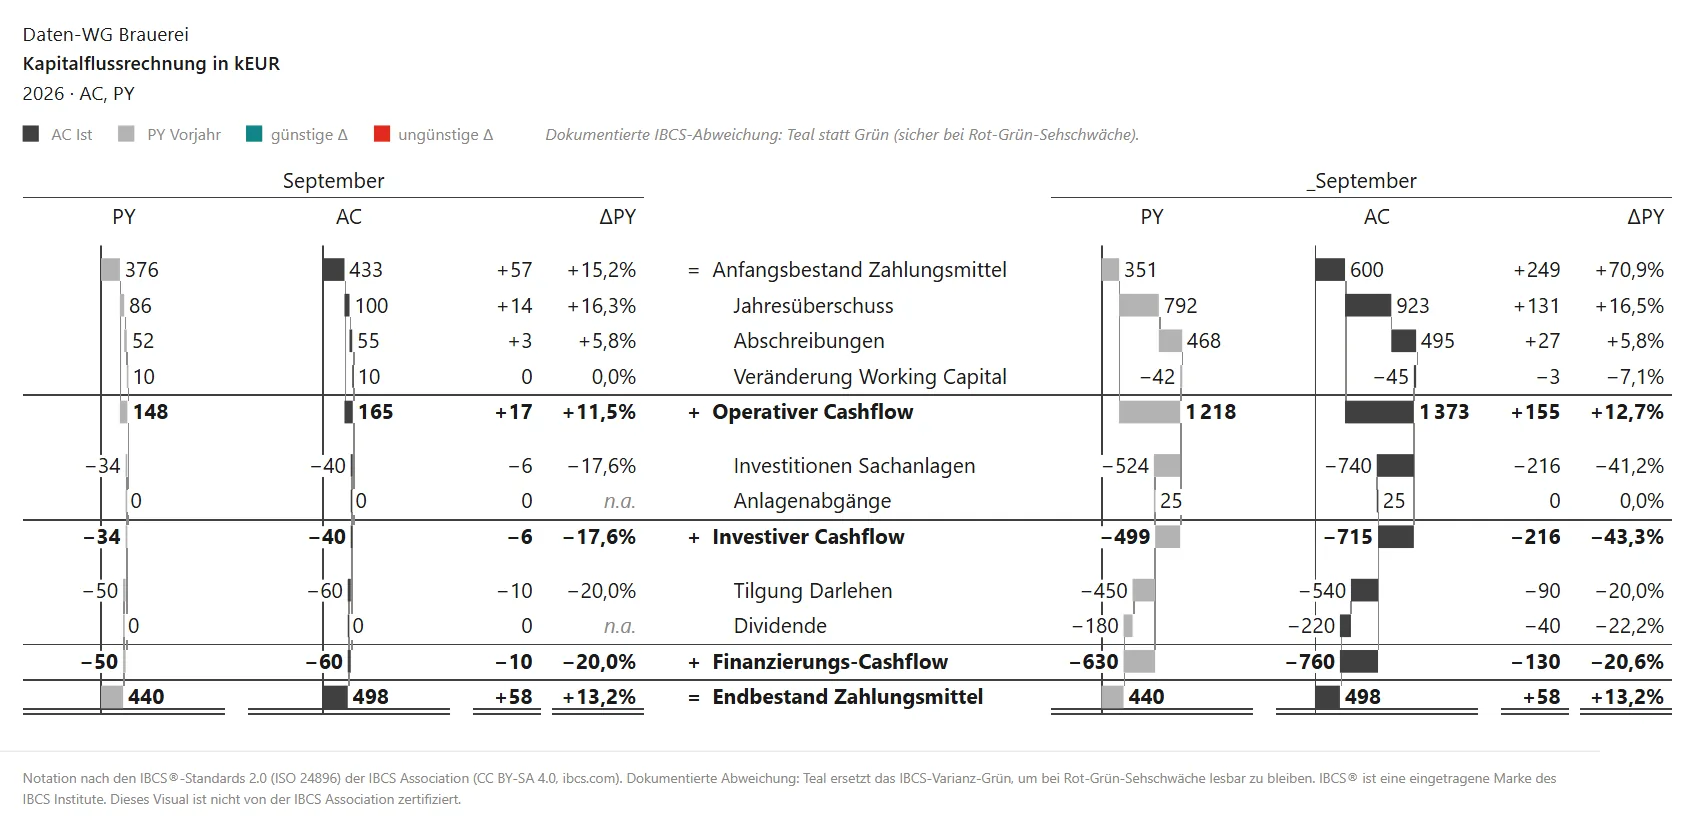 Daten-WG Brauerei
Kapitalflussrechnung in kEUR
2026 · AC, PY
AC Ist PY Vorjahr günstige Δ ungünstige Δ Dokumentierte IBCS-Abweichung: Teal statt Grün (sicher bei Rot-Grün-Sehschwäche).
September _September
PY AC ΔPY PY AC ΔPY
376 433 +57 +15,2% = Anfangsbestand Zahlungsmittel 351 600 +249 +70,9%
86 100 +14 +16,3% Jahresüberschuss 792 923 +131 +16,5%
52 55 +3 +5,8% Abschreibungen 468 495 +27 +5,8%
10 10 0 0,0% Veränderung Working Capital −42 −45 −3 −7,1%
148 165 +17 +11,5% + Operativer Cashflow 1 218 1 373 +155 +12,7%
−34 −40 −6 −17,6% Investitionen Sachanlagen −524 −740 −216 −41,2%
0 0 0 n.a. Anlagenabgänge 25 25 0 0,0%
−34 −40 −6 −17,6% + Investiver Cashflow −499 −715 −216 −43,3%
−50 −60 −10 −20,0% Tilgung Darlehen −450 −540 −90 −20,0%
0 0 0 n.a. Dividende −180 −220 −40 −22,2%
−50 −60 −10 −20,0% + Finanzierungs-Cashflow −630 −760 −130 −20,6%
440 498 +58 +13,2% = Endbestand Zahlungsmittel 440 498 +58 +13,2%
Notation nach den IBCS®-Standards 2.0 (ISO 24896) der IBCS Association (CC BY-SA 4.0, ibcs.com). Dokumentierte Abweichung: Teal ersetzt das IBCS-Varianz-Grün, um bei Rot-Grün-Sehschwäche lesbar zu bleiben. IBCS® ist eine eingetragene Marke des
IBCS Institute. Dieses Visual ist nicht von der IBCS Association zertifiziert.